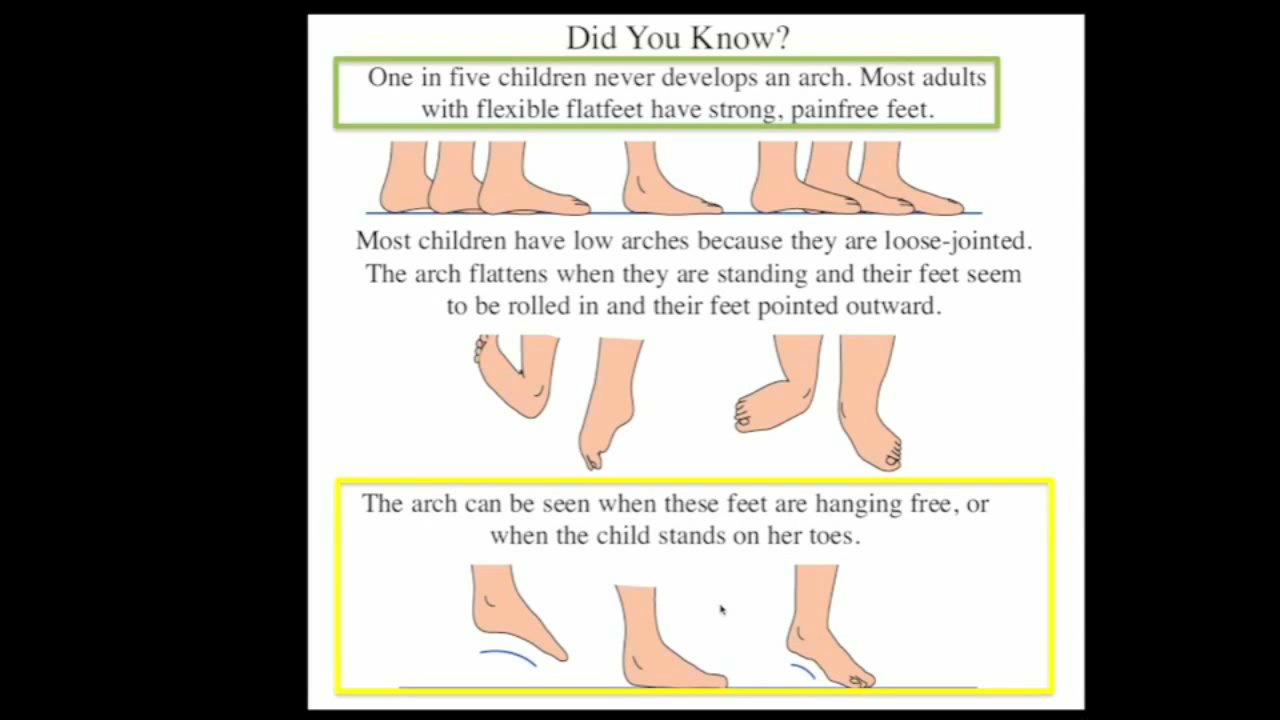 Did You Know?
One in five children never develops an arch. Most adults
with flexible flatfeet have strong, painfree feet.
Most children have low arches because they are loose-jointed.
The arch flattens when they are standing and their feet seem
to be rolled in and their feet pointed outward.
The arch can be seen when these feet are hanging free, or
when the child stands on her toes.